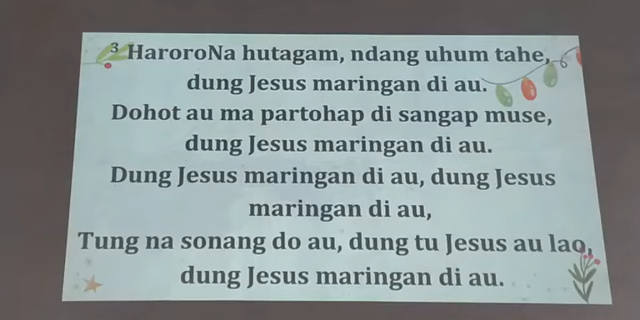 ³ HaroroNa hutagam, ndang uhum tahe,
dung Jesus maringan di au.
Dohot au ma partohap di sangap muse,
dung Jesus maringan di au.
Dung Jesus maringan di au, dung Jesus
maringan di au,
Tung na sonang do au, dung tu Jesus au lao,
dung Jesus maringan di au.